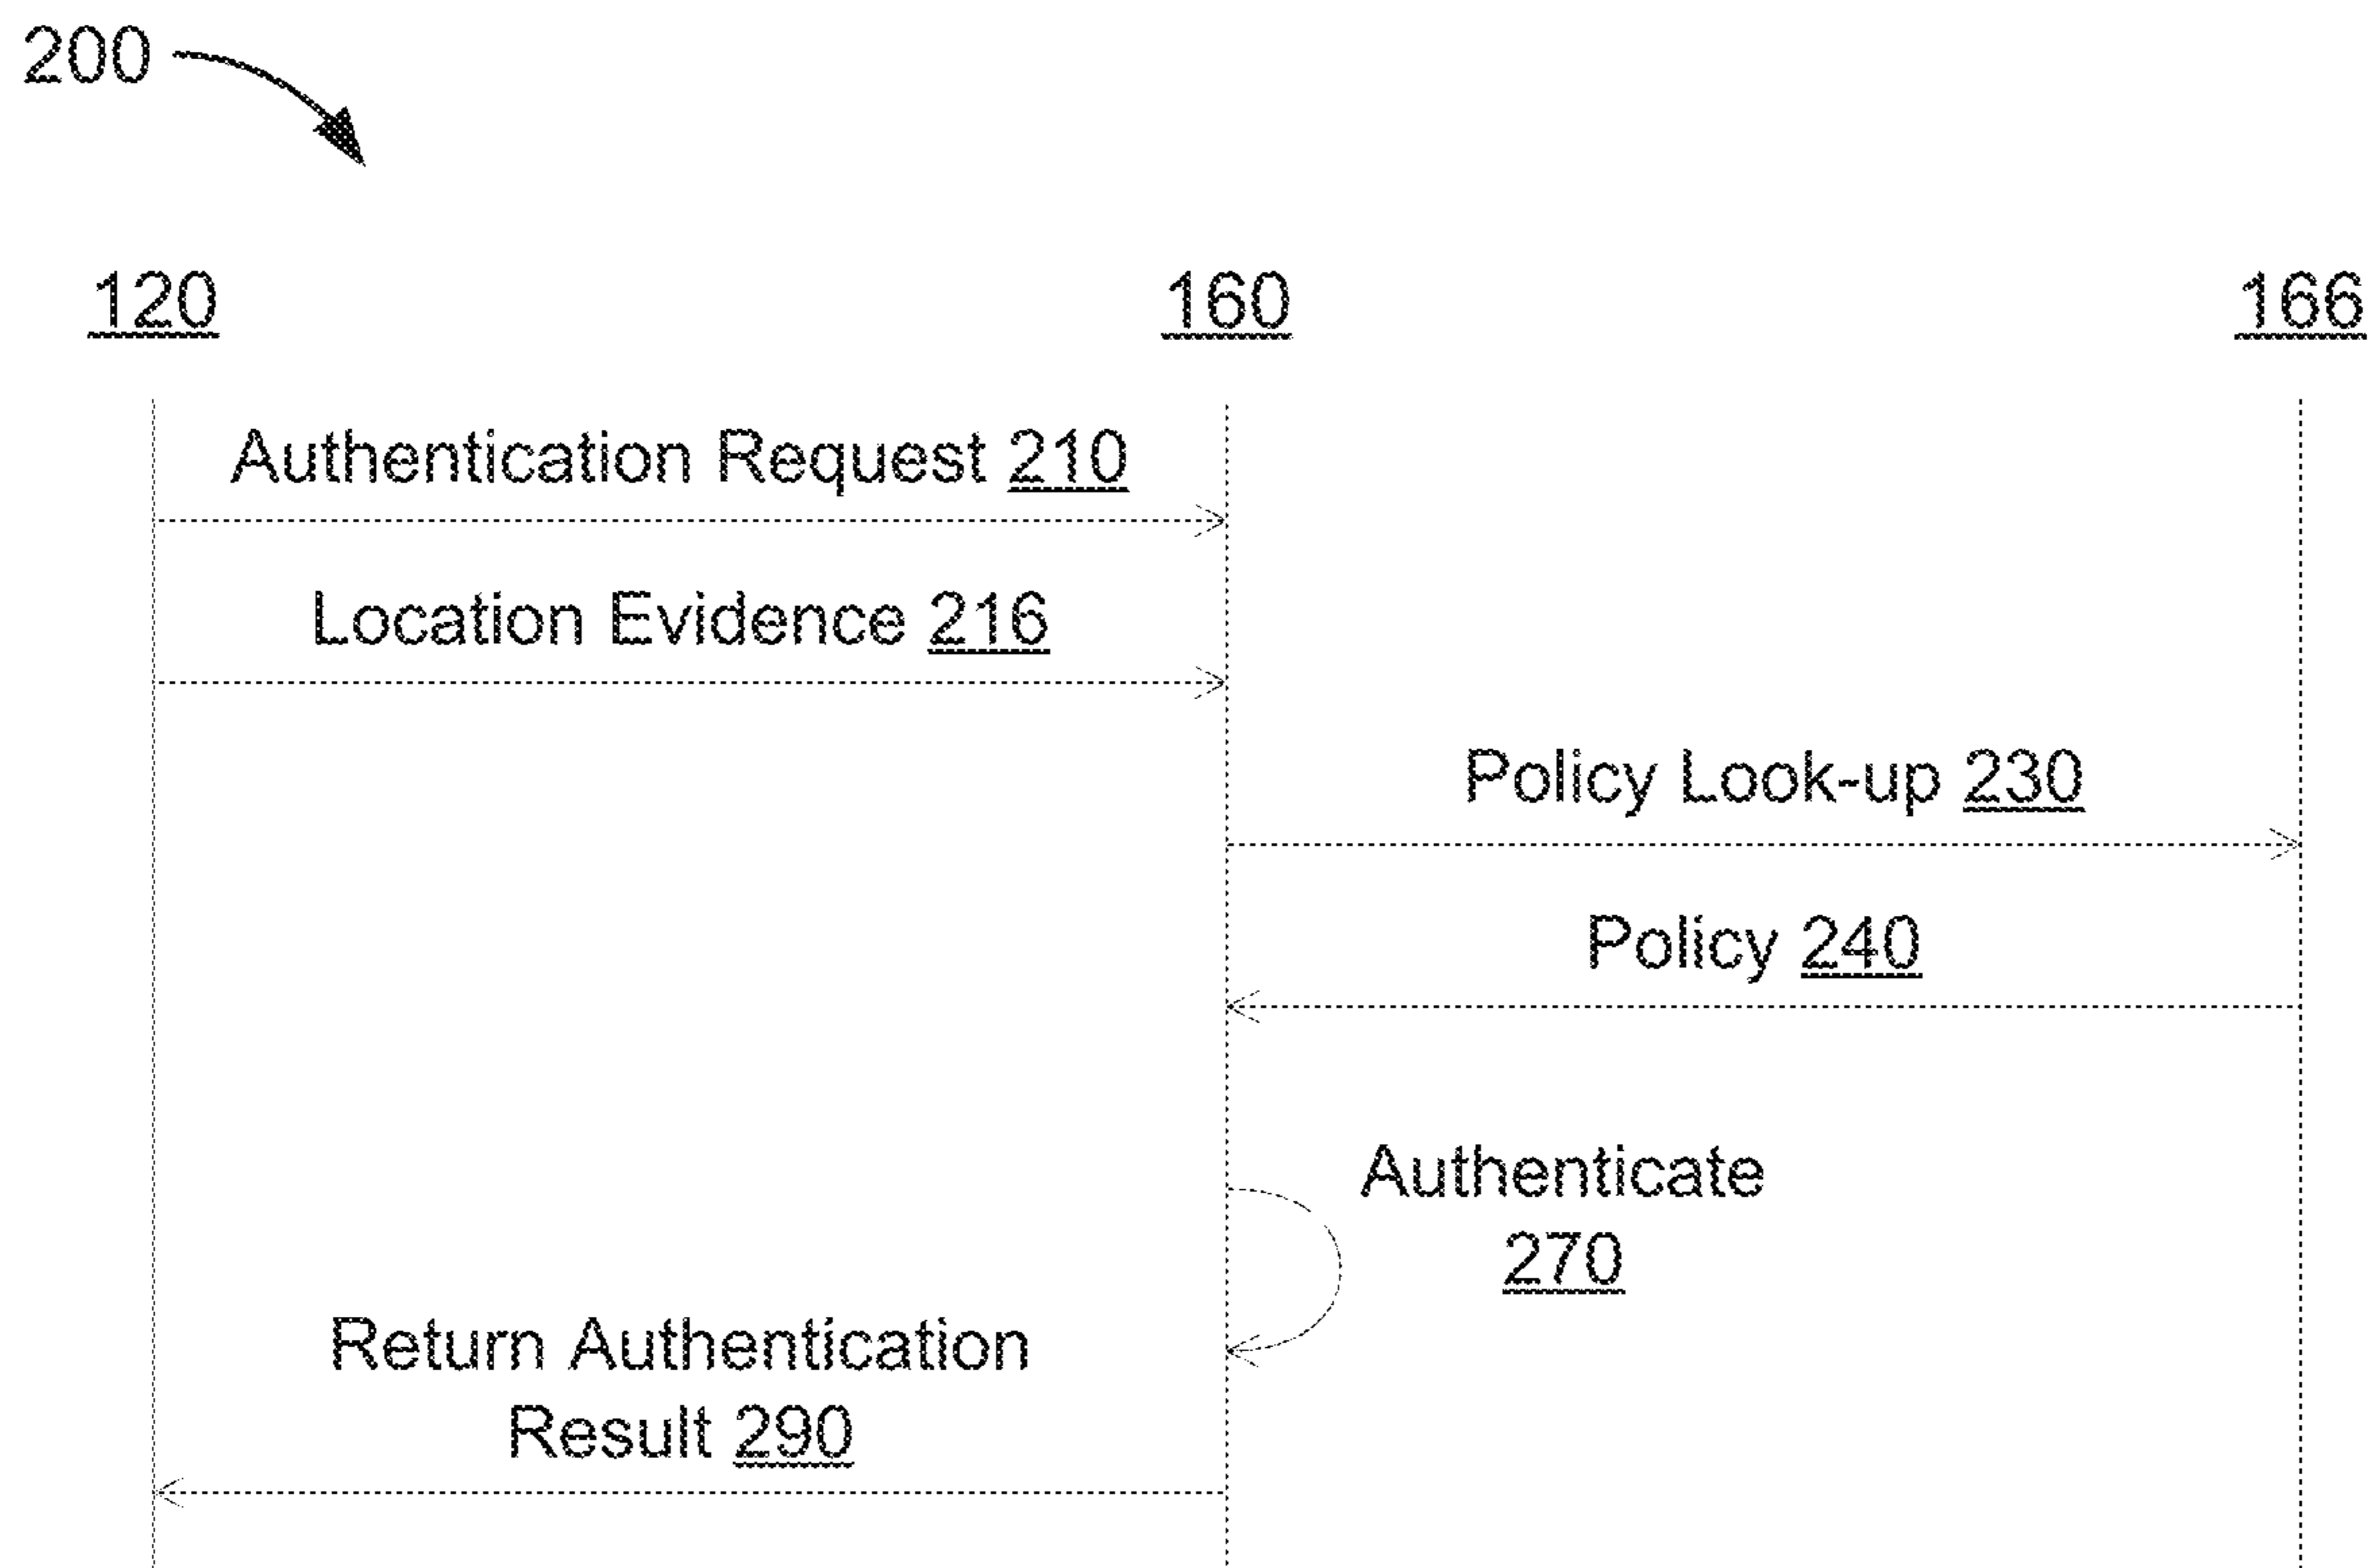 200
120 160 166
Authentication Request 210
Location Evidence 216
Policy Look-up 230
Policy 240
Authenticate
270
Return Authentication
Result 290